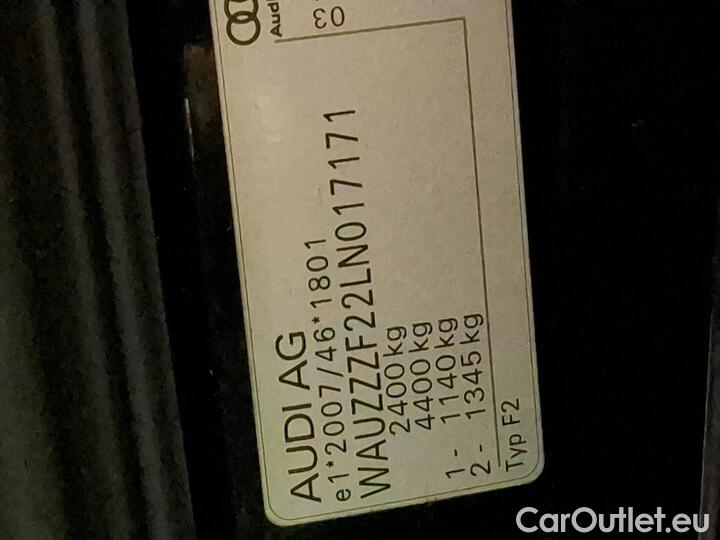 Audi
AUDI AG
e1*2007/46*1801
WAUZZZF22LN017171
2400 kg
4400 kg
1 - 1140 kg
2 - 1345 kg
Typ F2
CarOutlet.eu